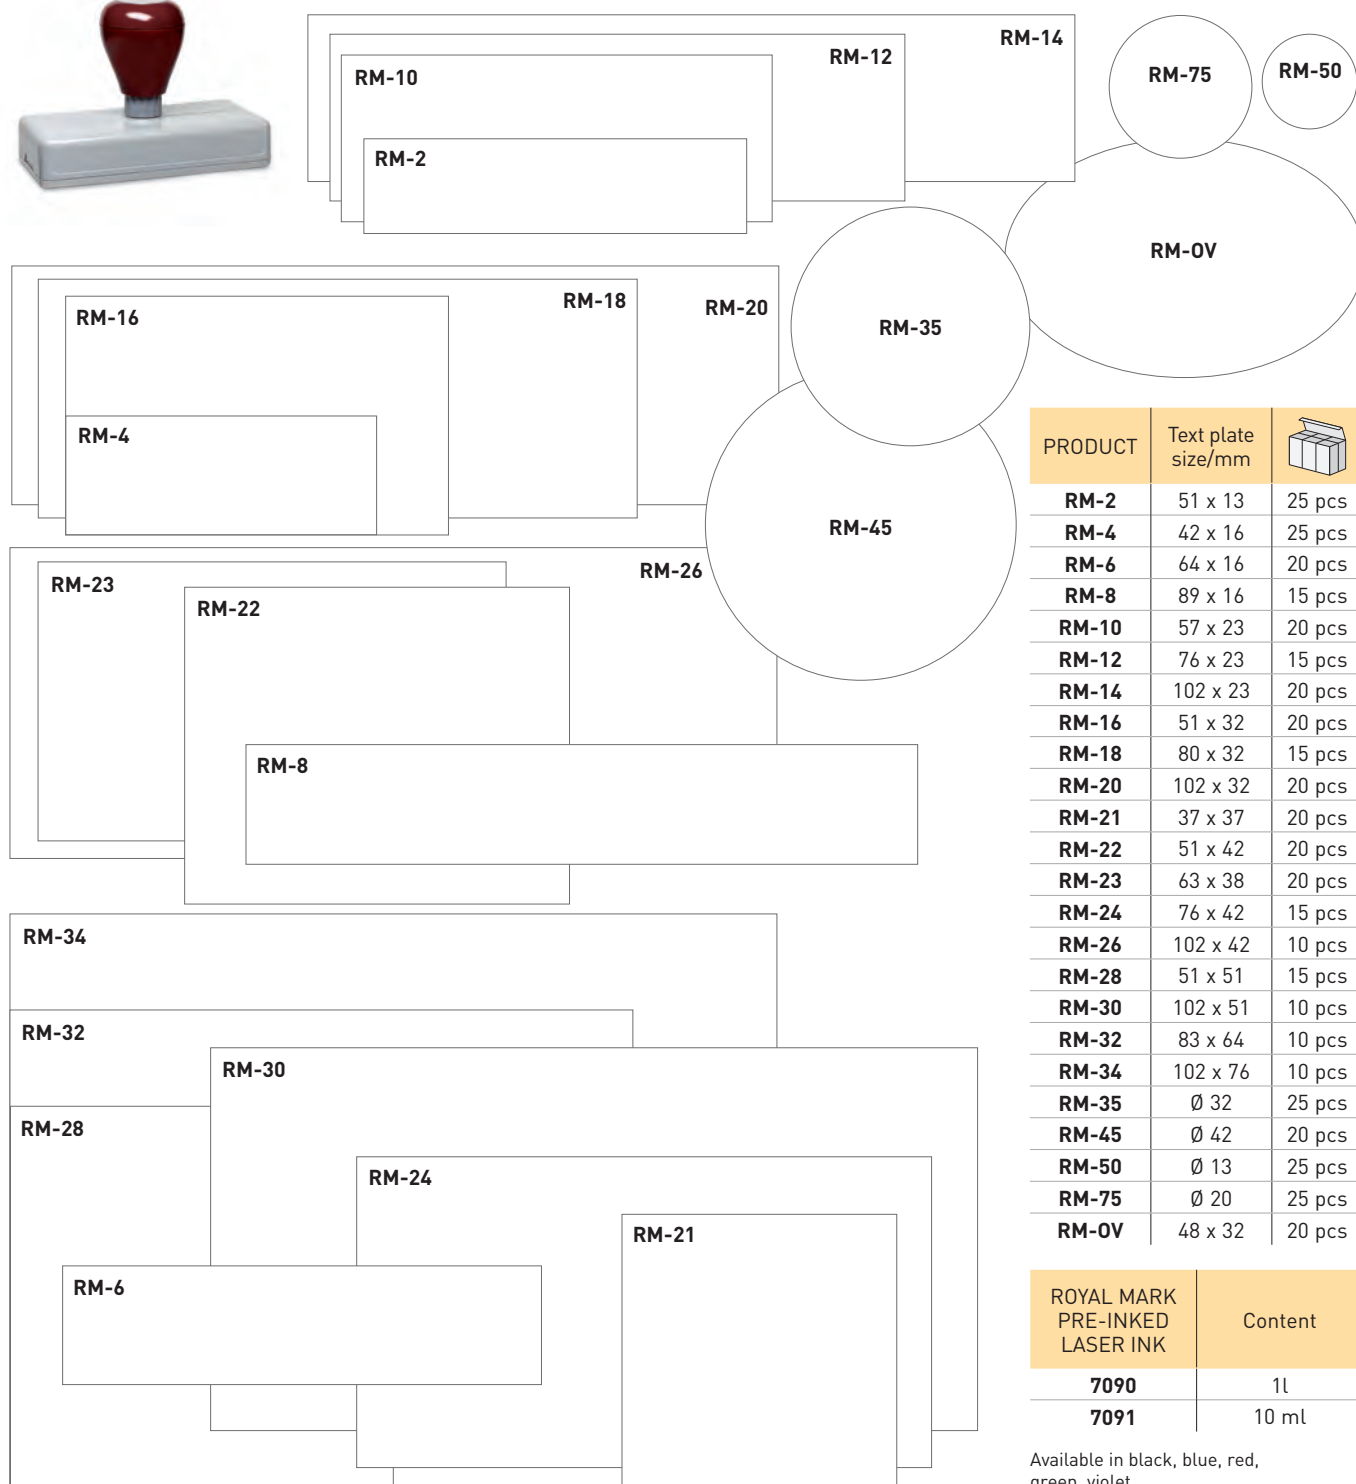 RM-14
RM-12
RM-10
RM-2
RM-75
RM-50
RM-OV
RM-18
RM-20
RM-16
RM-35
RM-4
RM-45
RM-26
RM-23
RM-22
RM-8
RM-34
RM-32
RM-30
RM-28
RM-24
RM-21
RM-6
PRODUCT Text plate
size/mm
RM-2 51 x 13 25 pcs
RM-4 42 x 16 25 pcs
RM-6 64 x 16 20 pcs
RM-8 89 x 16 15 pcs
RM-10 57 x 23 20 pcs
RM-12 76 x 23 15 pcs
RM-14 102 x 23 20 pcs
RM-16 51 x 32 20 pcs
RM-18 80 x 32 15 pcs
RM-20 102 x 32 20 pcs
RM-21 37 x 37 20 pcs
RM-22 51 x 42 20 pcs
RM-23 63 x 38 20 pcs
RM-24 76 x 42 15 pcs
RM-26 102 x 42 10 pcs
RM-28 51 x 51 15 pcs
RM-30 102 x 51 10 pcs
RM-32 83 x 64 10 pcs
RM-34 102 x 76 10 pcs
RM-35 Ø 32 25 pcs
RM-45 Ø 42 20 pcs
RM-50 Ø 13 25 pcs
RM-75 Ø 20 25 pcs
RM-OV 48 x 32 20 pcs
ROYAL MARK
PRE-INKED
LASER INK
Content
7090 1l
7091 10 ml
Available in black, blue, red,
green, violet